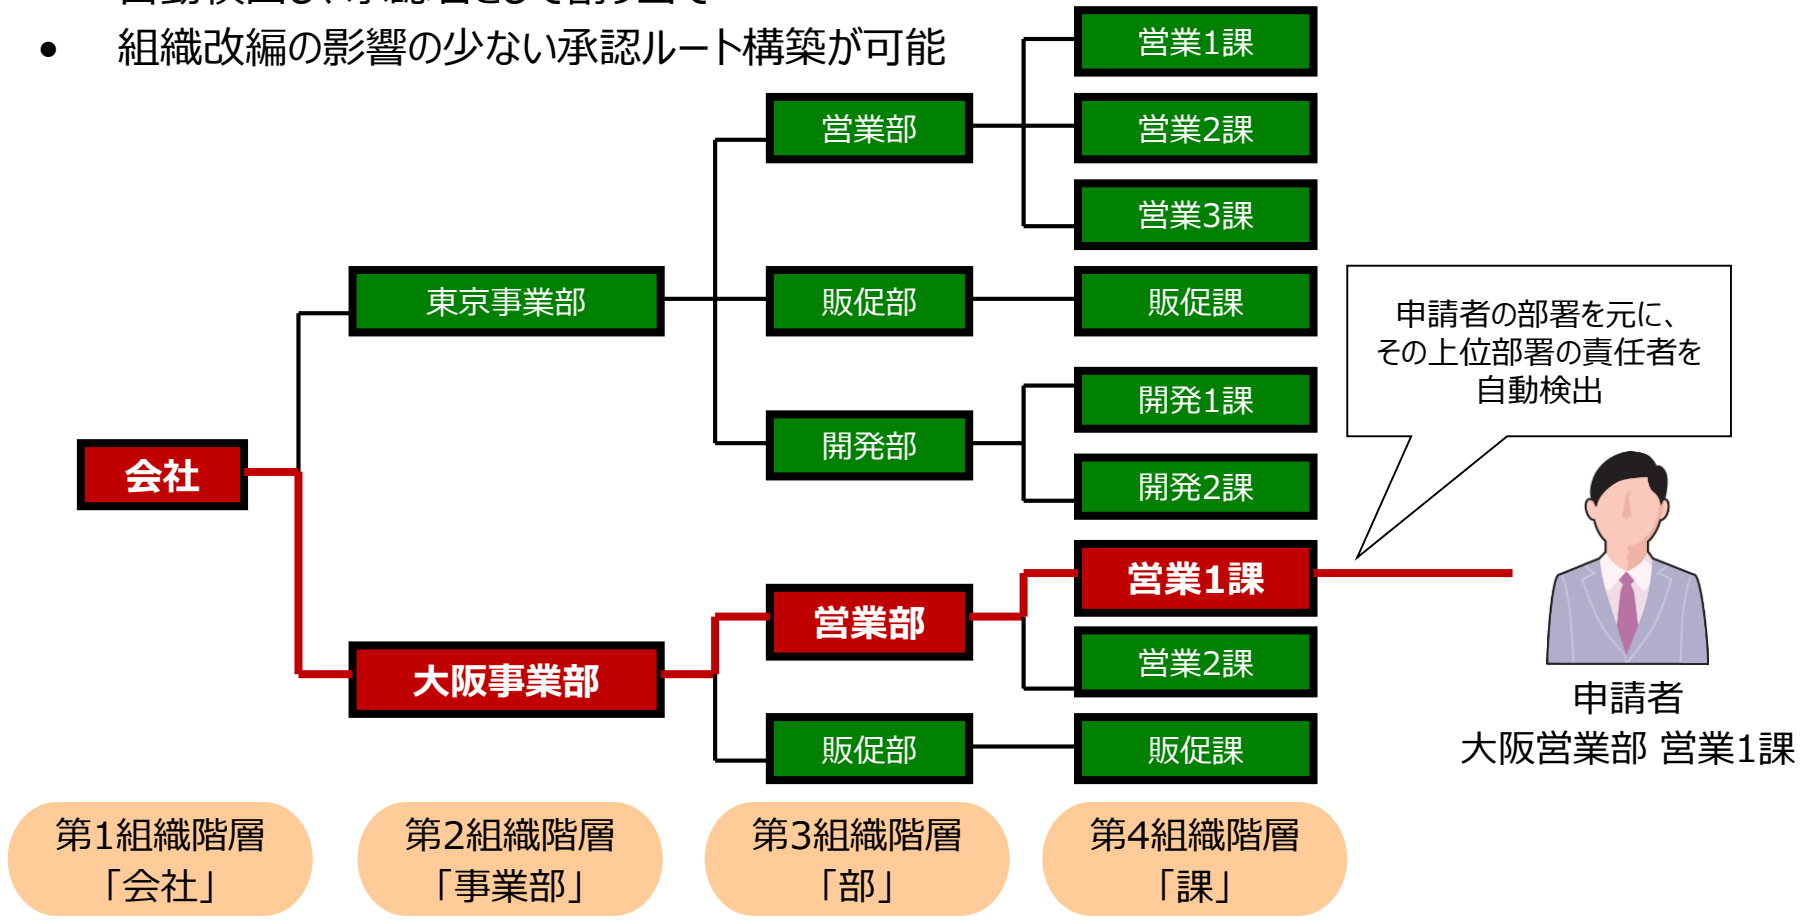 組織改編の影響の少ない承認ルート構築が可能
営業1課
営業部
営業2課
営業3課
東京事業部
販促部
販促課
申請者の部署を元に、
その上位部署の責任者を
自動検出
開発1課
開発部
開発2課
会社
営業1課
営業部
大阪事業部
営業2課
販促部
販促課
申請者
大阪営業部 営業1課
第1組織階層
「会社」
第2組織階層
「事業部」
第3組織階層
「部」
第4組織階層
「課」